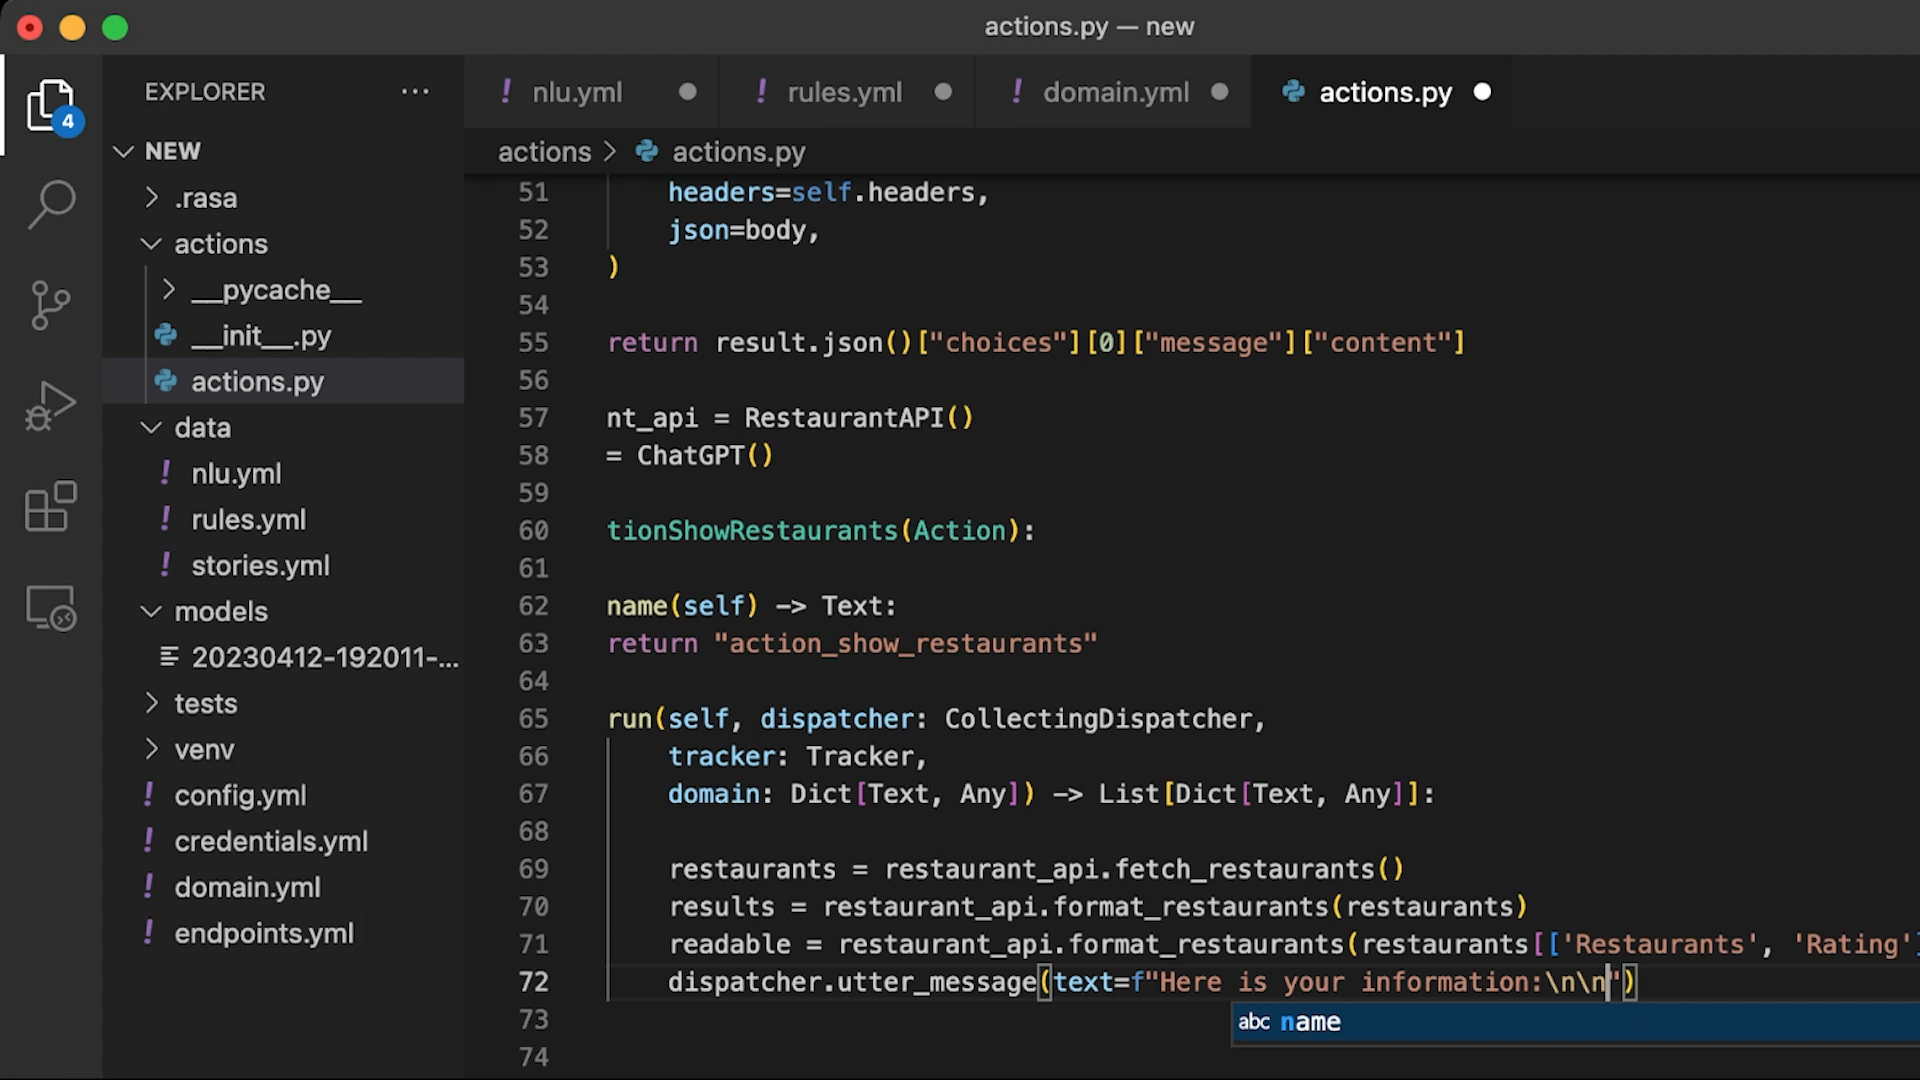 actions.py — new
EXPLORER ···
4
NEW
.rasa
actions
__pycache__
__init__.py
actions.py
data
! nlu.yml
! rules.yml
! stories.yml
models
20230412-192011-...
tests
venv
! config.yml
! credentials.yml
! domain.yml
! endpoints.yml
! nlu.yml ! rules.yml ! domain.yml actions.py
actions > actions.py
51 headers=self.headers,
52 json=body,
53 )
54
55 return result.json()["choices"][0]["message"]["content"]
56
57 nt_api = RestaurantAPI()
58 = ChatGPT()
59
60 tionShowRestaurants(Action):
61
62 name(self) -> Text:
63 return "action_show_restaurants"
64
65 run(self, dispatcher: CollectingDispatcher,
66 tracker: Tracker,
67 domain: Dict[Text, Any]) -> List[Dict[Text, Any]]:
68
69 restaurants = restaurant_api.fetch_restaurants()
70 results = restaurant_api.format_restaurants(restaurants)
71 readable = restaurant_api.format_restaurants(restaurants[['Restaurants', 'Rating']
72 dispatcher.utter_message(text=f"Here is your information:\n\n")
abc name
73
74